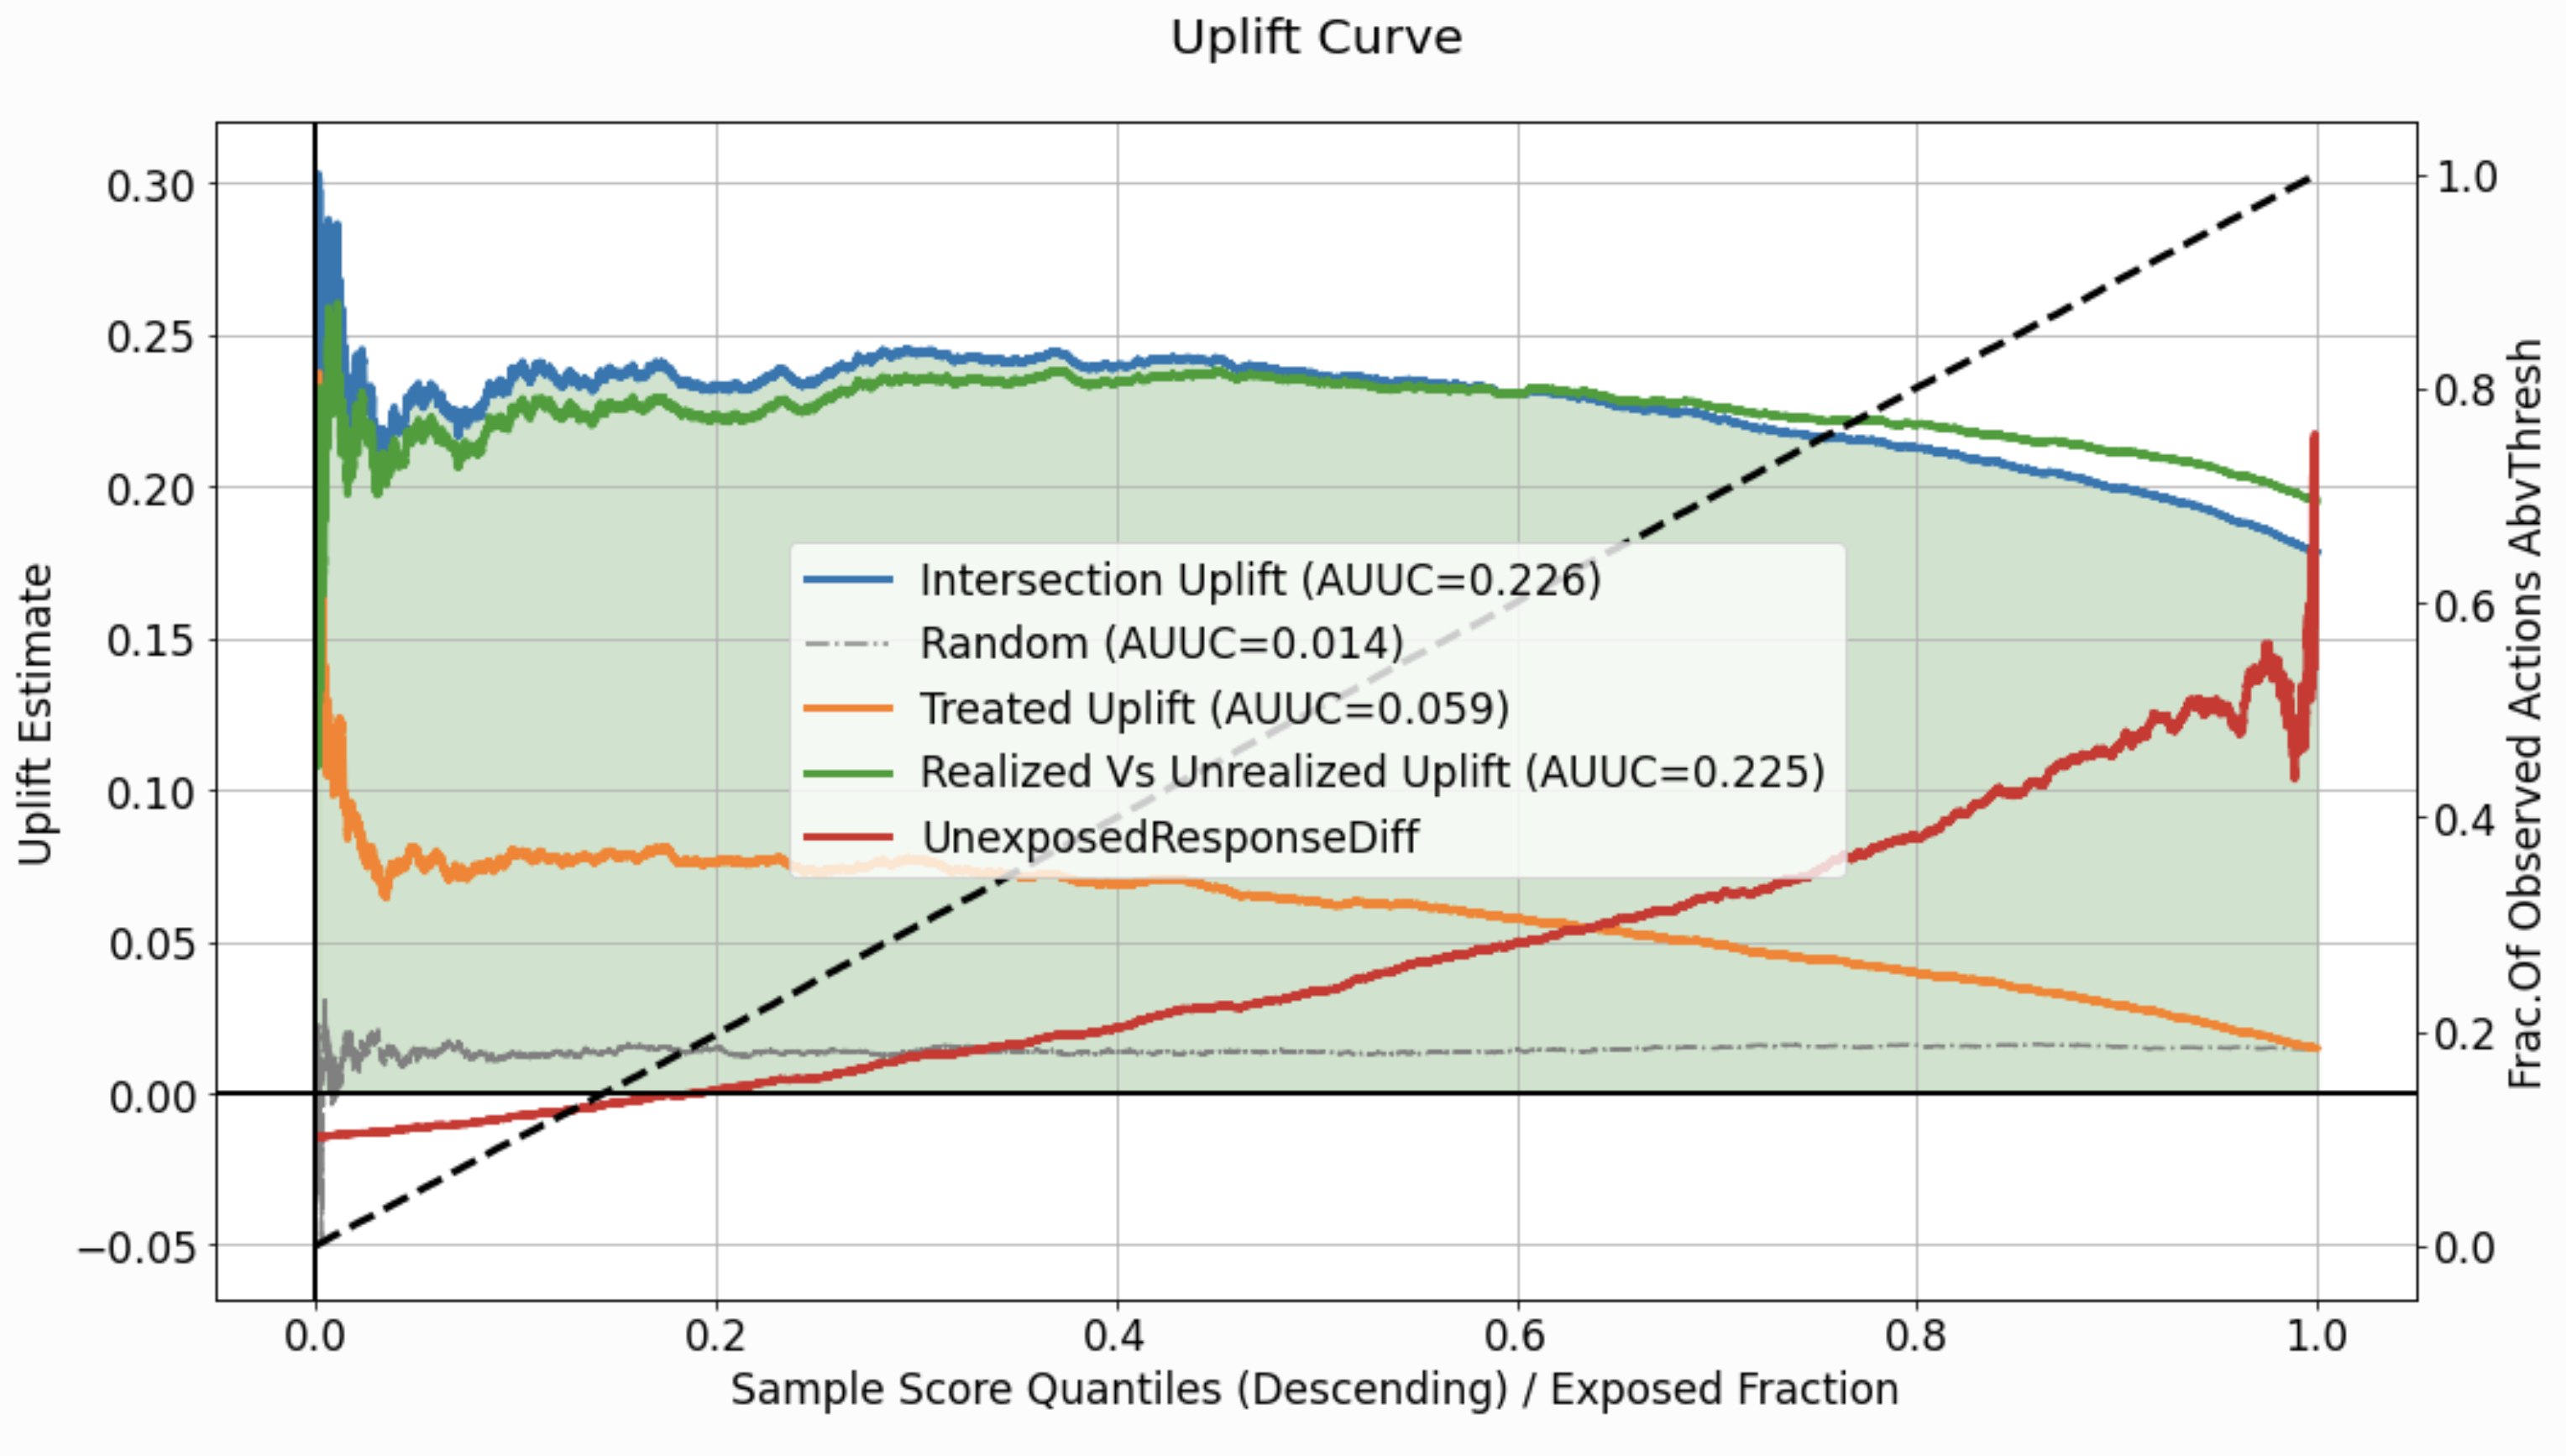 Uplift Curve
Uplift Estimate
0.30
0.25
0.20
0.15
0.10
0.05
0.00
−0.05
Intersection Uplift (AUUC=0.226)
Random (AUUC=0.014)
Treated Uplift (AUUC=0.059)
Realized Vs Unrealized Uplift (AUUC=0.225)
UnexposedResponseDiff
1.0
0.8
0.6
0.4
0.2
0.0
Frac.Of Observed Actions AbvThresh
0.0 0.2 0.4 0.6 0.8 1.0
Sample Score Quantiles (Descending) / Exposed Fraction